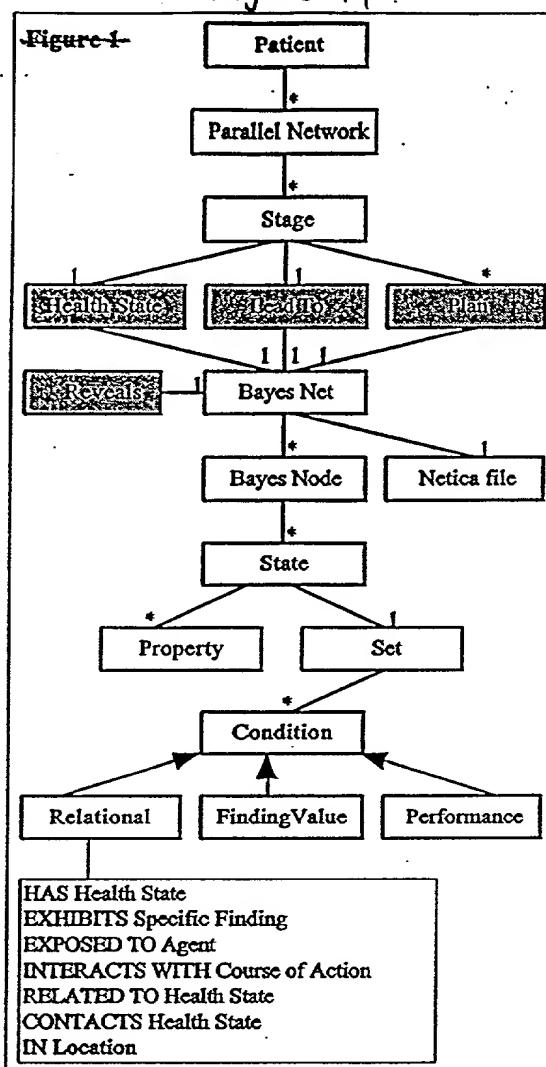 Figure 1
Patient
*
Parallel Network
*
Stage
1 1 *
Health State Lead To Plan
1 1 1
Reveals 1 Bayes Net
* 1
Bayes Node Netica file
*
State
* 1
Property Set
*
Condition
Relational FindingValue Performance
HAS Health State
EXHIBITS Specific Finding
EXPOSED TO Agent
INTERACTS WITH Course of Action
RELATED TO Health State
CONTACTS Health State
IN Location